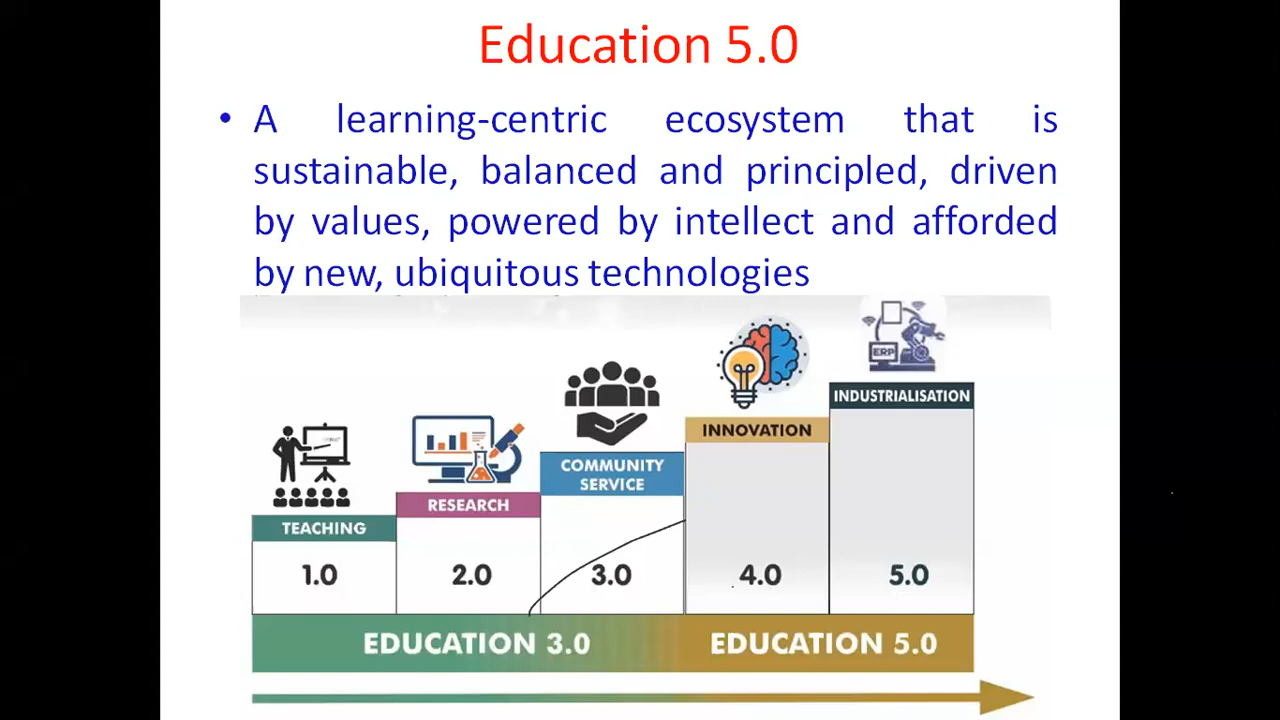 Education 5.0
• A learning-centric ecosystem that is
sustainable, balanced and principled, driven
by values, powered by intellect and afforded
by new, ubiquitous technologies
ERP
INDUSTRIALISATION
INNOVATION
COMMUNITY
SERVICE
RESEARCH
TEACHING
1.0 2.0 3.0 4.0 5.0
EDUCATION 3.0 EDUCATION 5.0